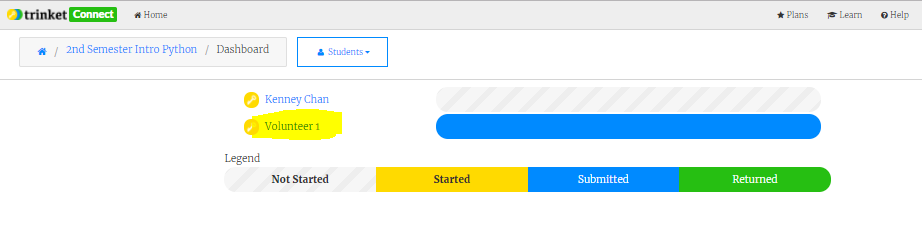 trinket Connect Home Plans Learn Help
/ 2nd Semester Intro Python / Dashboard Students
Kenney Chan
Volunteer 1
Legend
Not Started Started Submitted Returned